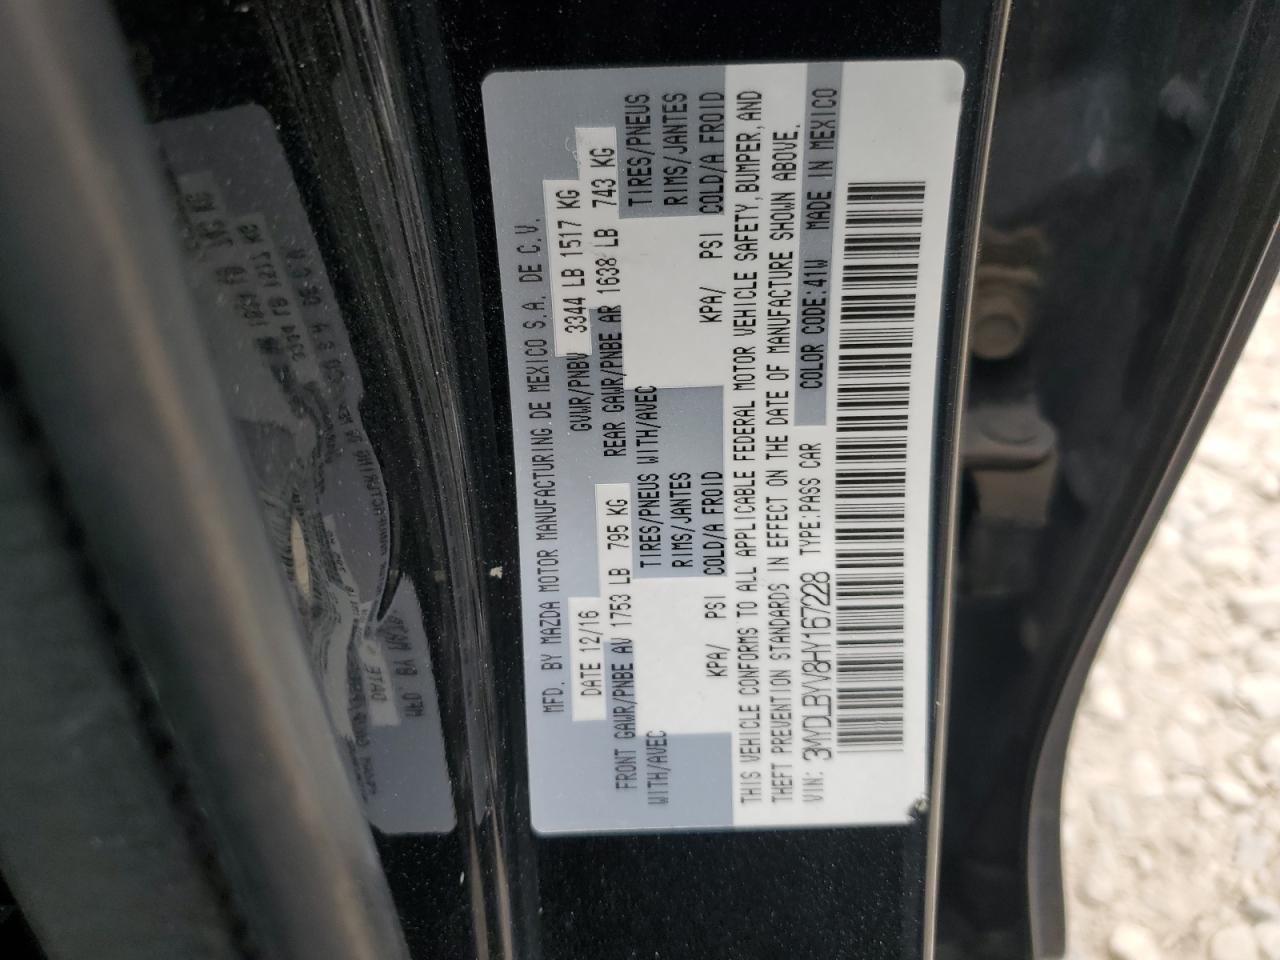 MFD. BY MAZDA MOTOR MANUFACTURING DE MEXICO S.A. DE C.V.
DATE 12/16 GVWR/PNBV 3344 LB 1517 KG
FRONT GAWR/PNBE AV 1753 LB 795 KG REAR GAWR/PNBE AR 1638 LB 743 KG
WITH/AVEC TIRES/PNEUS WITH/AVEC TIRES/PNEUS
RIMS/JANTES RIMS/JANTES
KPA/ PSI COLD/A FROID KPA/ PSI COLD/A FROID
THIS VEHICLE CONFORMS TO ALL APPLICABLE FEDERAL MOTOR VEHICLE SAFETY, BUMPER, AND
THEFT PREVENTION STANDARDS IN EFFECT ON THE DATE OF MANUFACTURE SHOWN ABOVE.
VIN: 3MYDLBYV8HY167228 TYPE:PASS CAR COLOR CODE:41W MADE IN MEXICO